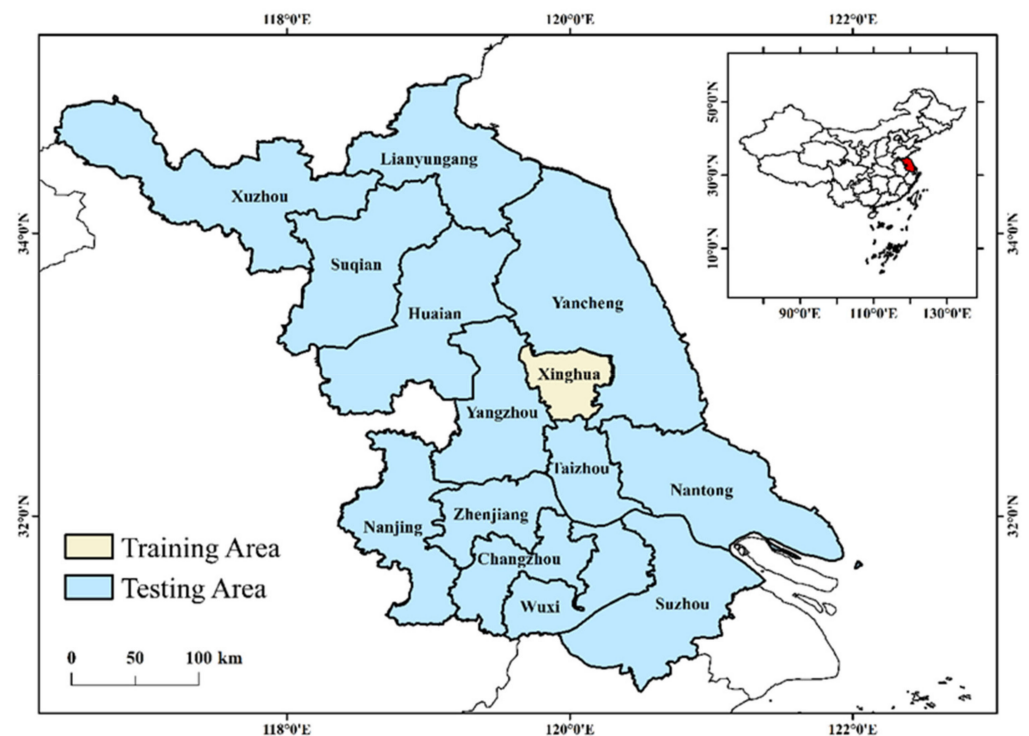 118°0'E 120°0'E 122°0'E
50°0'N
30°0'N
10°0'N
90°0'E 110°0'E 130°0'E
34°0'N 34°0'N
32°0'N 32°0'N
Lianyungang
Xuzhou
Suqian
Huaian
Yancheng
Xinghua
Yangzhou
Taizhou
Nantong
Nanjing
Zhenjiang
Changzhou
Wuxi
Suzhou
Training Area
Testing Area
0 50 100 km
118°0'E 120°0'E 122°0'E